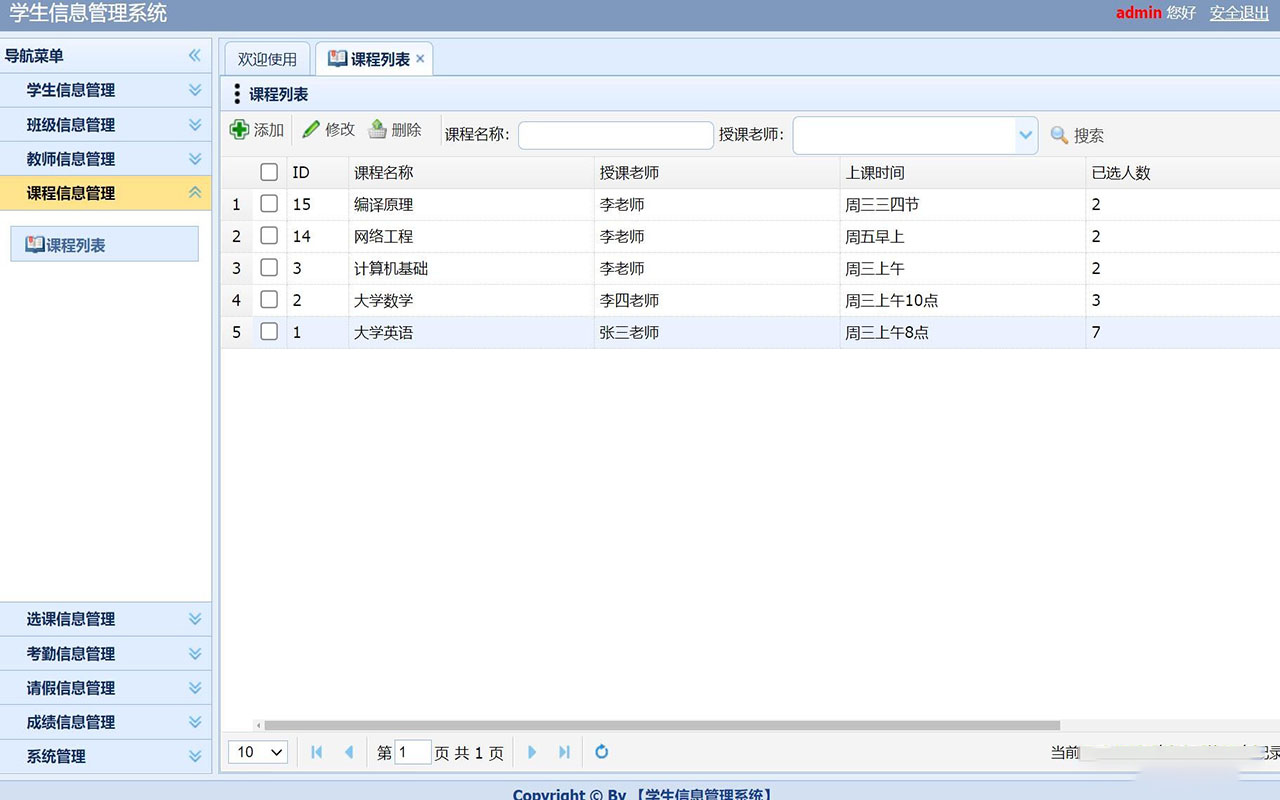 学生信息管理系统 admin 您好 安全退出
导航菜单
学生信息管理
班级信息管理
教师信息管理
课程信息管理
课程列表
选课信息管理
考勤信息管理
请假信息管理
成绩信息管理
系统管理
欢迎使用 课程列表
课程列表
添加 修改 删除 课程名称： 授课老师： 搜索
ID 课程名称 授课老师 上课时间 已选人数
1 15 编译原理 李老师 周三三四节 2
2 14 网络工程 李老师 周五早上 2
3 3 计算机基础 李老师 周三上午 2
4 2 大学数学 李四老师 周三上午10点 3
5 1 大学英语 张三老师 周三上午8点 7
10 第 1 页 共 1 页 当前
Copyright © By 【学生信息管理系统】